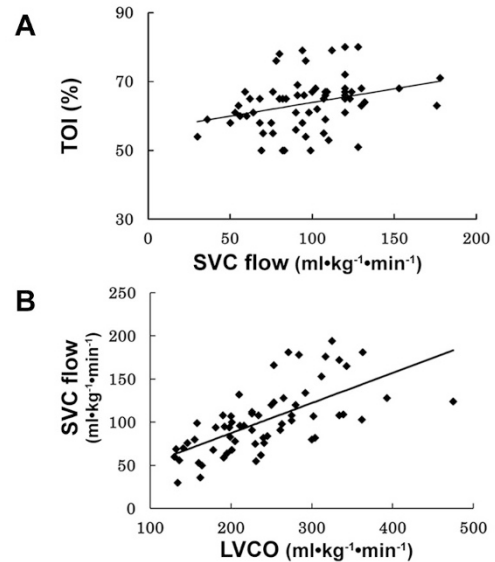 A
90
70
50
30
TOI (%)
0 50 100 150 200
SVC flow (ml•kg⁻¹•min⁻¹)
B
250
200
150
100
50
0
SVC flow
(ml•kg⁻¹•min⁻¹)
100 200 300 400 500
LVCO (ml•kg⁻¹•min⁻¹)